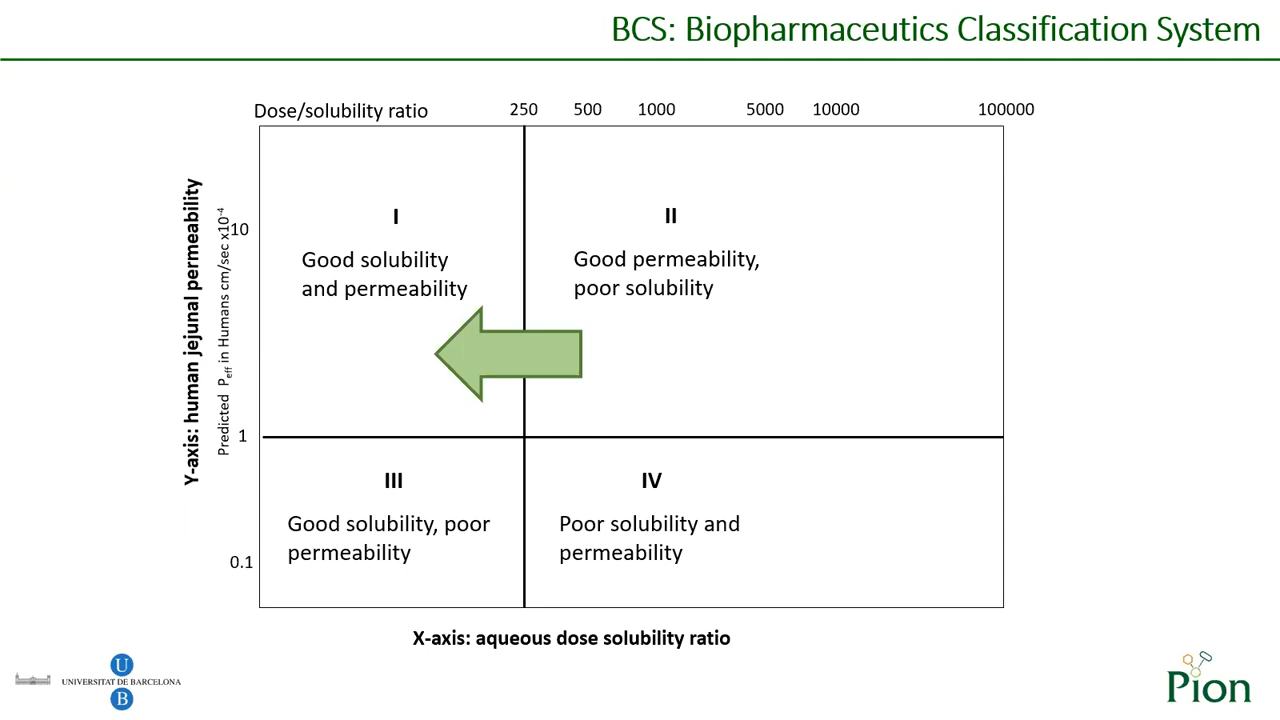 BCS: Biopharmaceutics Classification System
Dose/solubility ratio 250 500 1000 5000 10000 100000
Y-axis: human jejunal permeability
Predicted Peff in Humans cm/sec x10-4
10
1
0.1
I
Good solubility
and permeability
II
Good permeability,
poor solubility
III
Good solubility, poor
permeability
IV
Poor solubility and
permeability
X-axis: aqueous dose solubility ratio
U
UNIVERSITAT DE BARCELONA
B
Pion